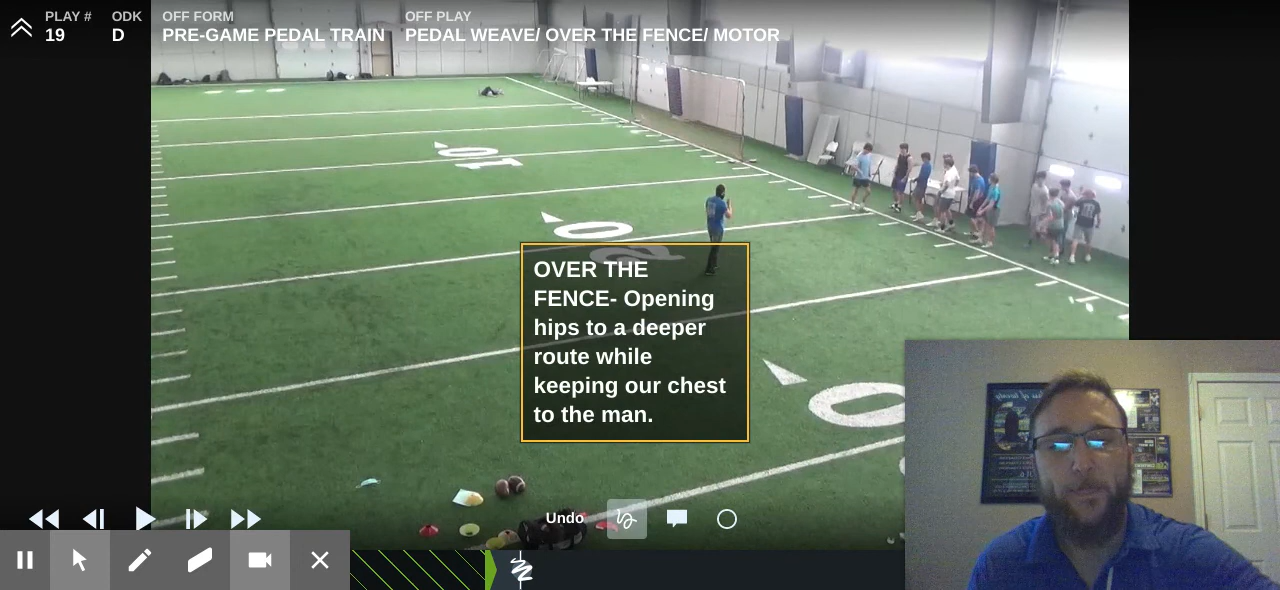 PLAY # ODK OFF FORM OFF PLAY
19 D PRE-GAME PEDAL TRAIN PEDAL WEAVE/ OVER THE FENCE/ MOTOR
OVER THE
FENCE- Opening
hips to a deeper
route while
keeping our chest
to the man.
Undo